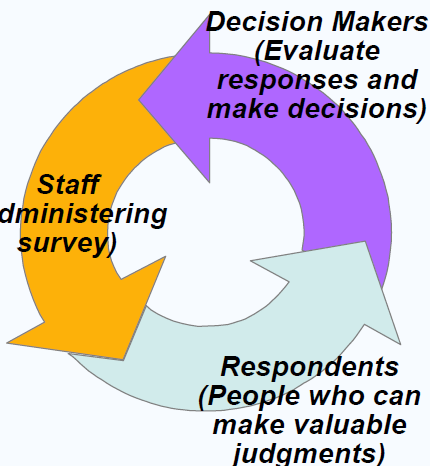 Decision Makers
(Evaluate
responses and
make decisions)
Staff
dministering
survey)
Respondents
(People who can
make valuable
judgments)